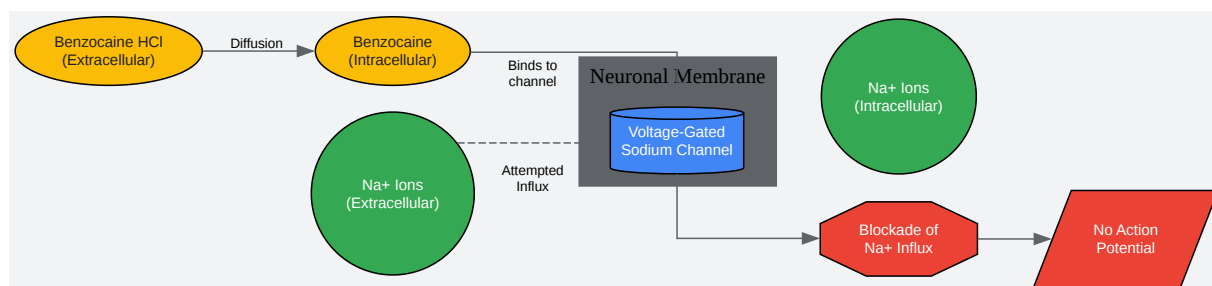 Benzocaine HCl
(Extracellular)
Diffusion
Benzocaine
(Intracellular)
Binds to
channel
Neuronal Membrane
Voltage-Gated
Sodium Channel
Na+ Ions
(Intracellular)
Na+ Ions
(Extracellular)
Attempted
Influx
Blockade of
Na+ Influx
No Action
Potential